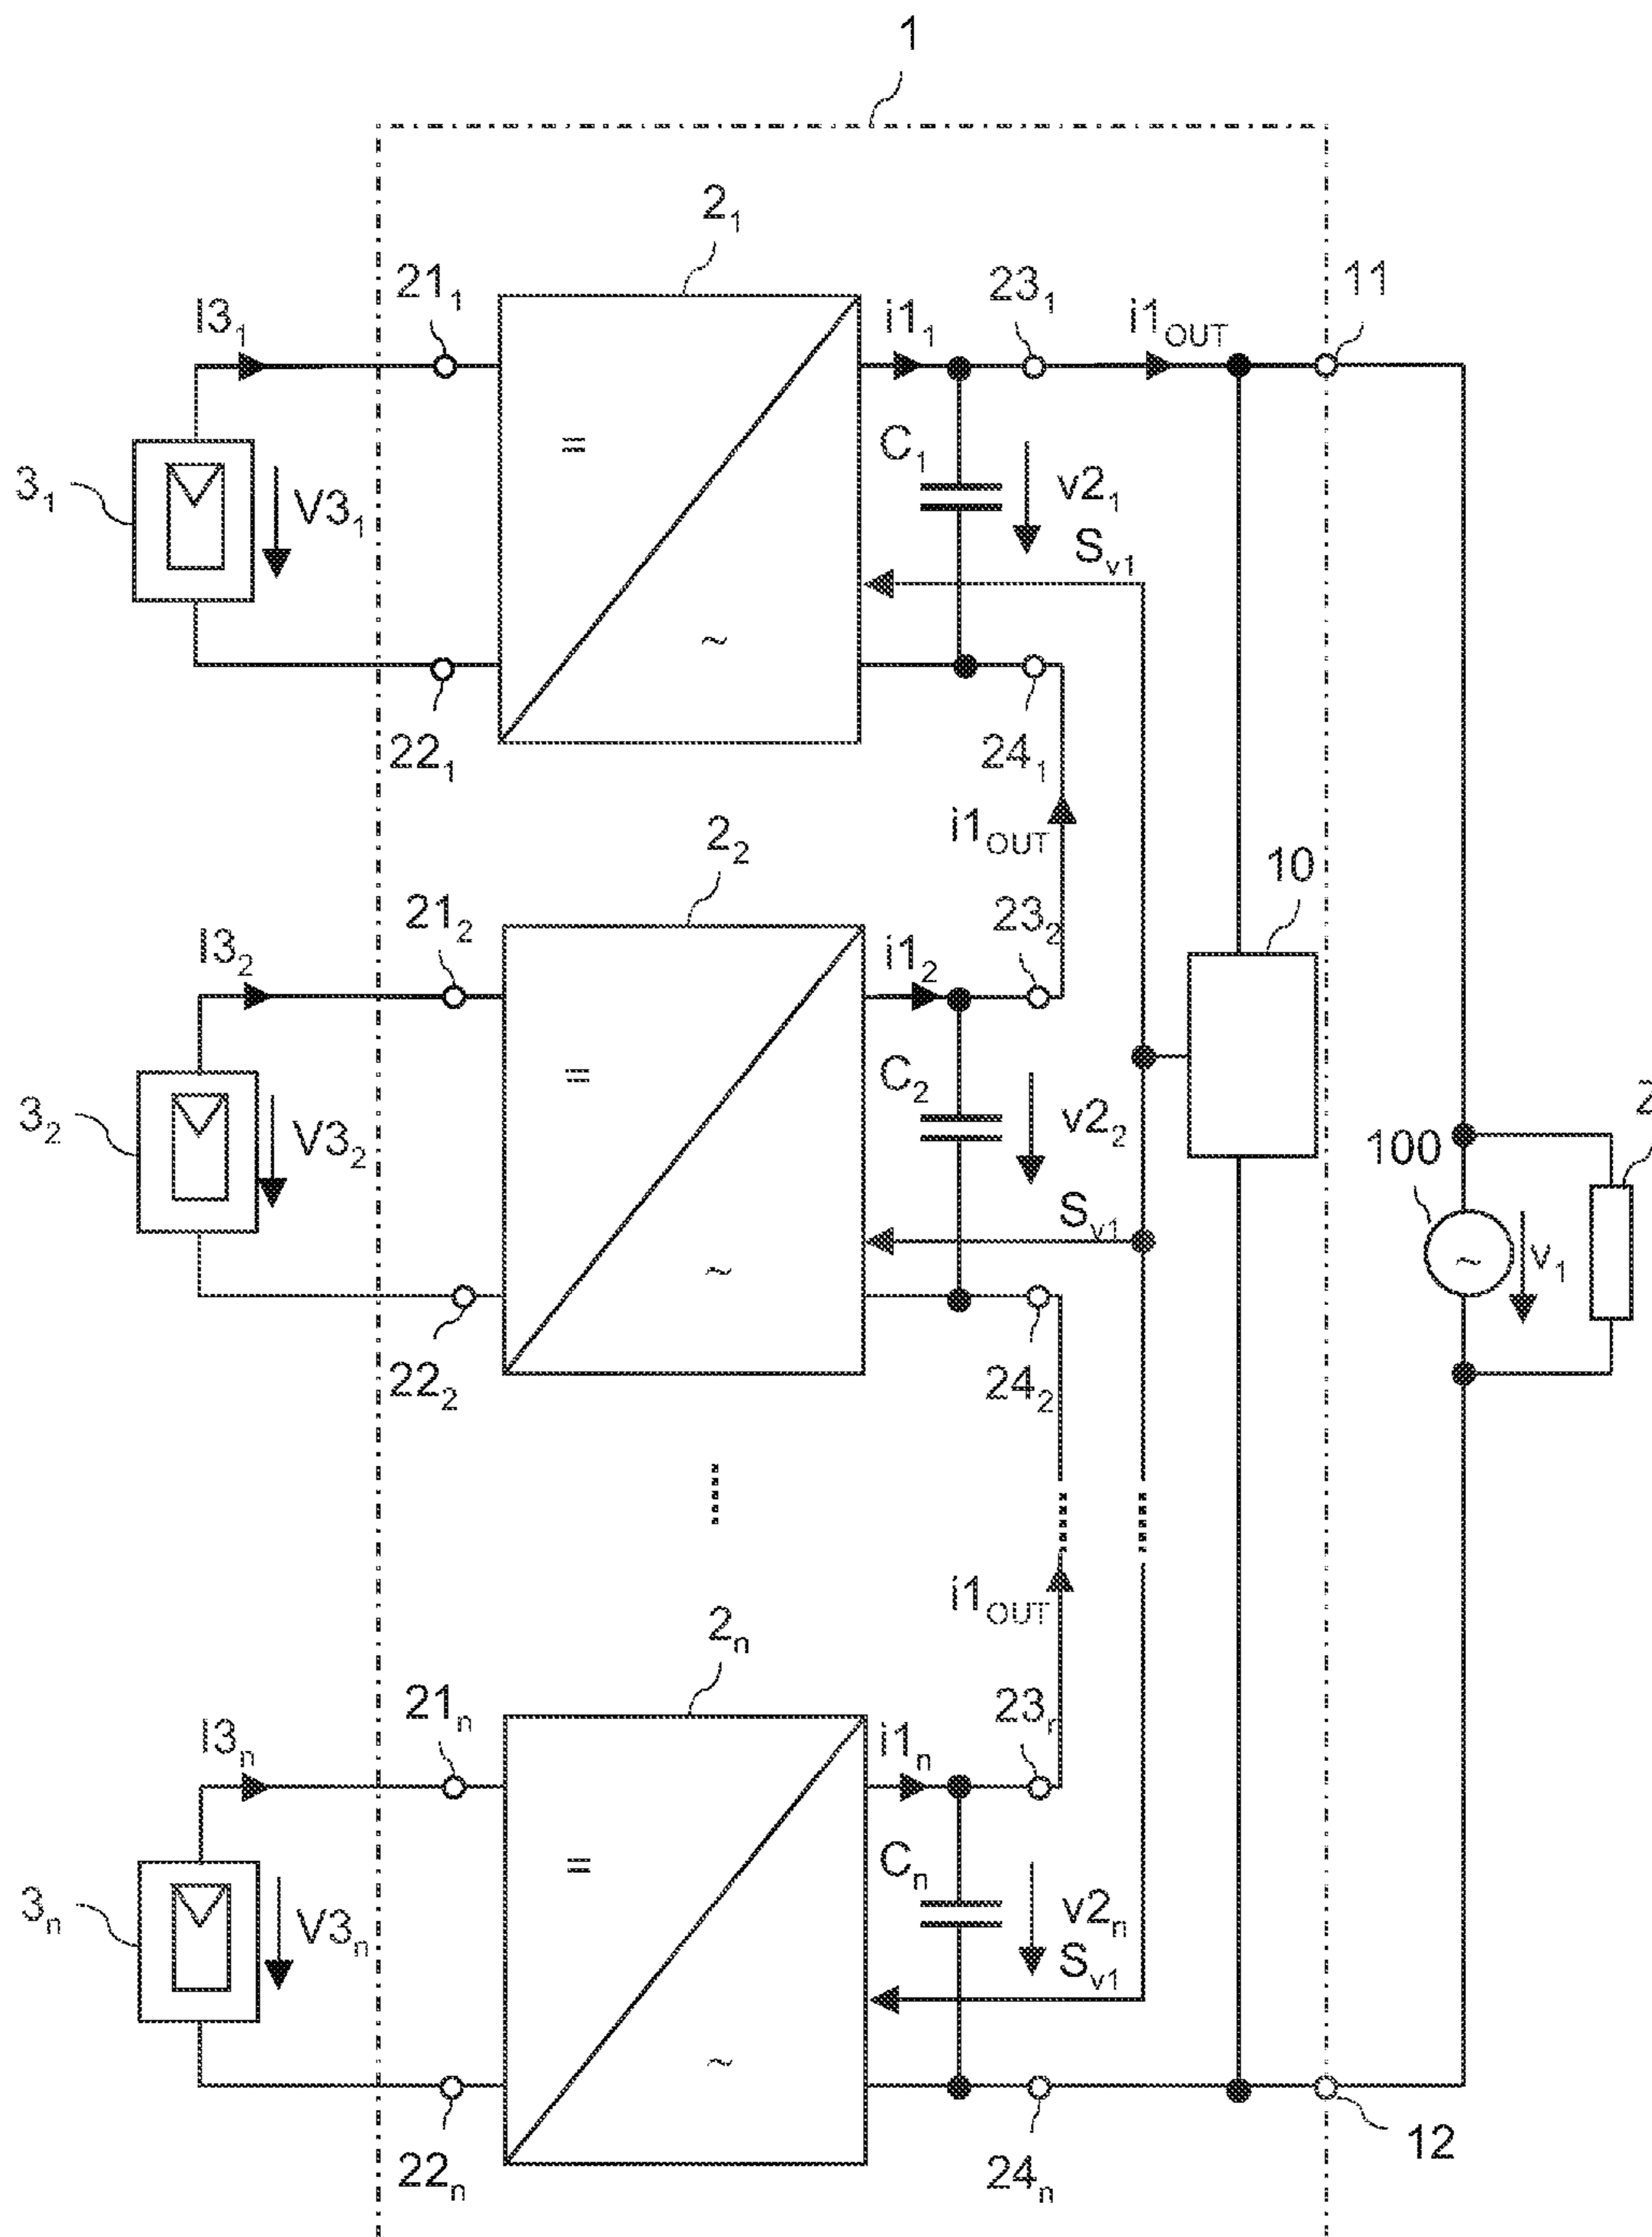 1
2₁
21₁
23₁
11
I3₁
i1₁
i1OUT
=
C₁
3₁
V3₁
v2₁
Sv1
~
22₁
24₁
i1OUT
2₂
10
21₂
23₂
I3₂
i1₂
=
C₂
3₂
V3₂
v2₂
100
Sv1
~
v₁
22₂
24₂
i1OUT
2n
21n
23n
I3n
i1n
=
Cn
3n
V3n
v2n
Sv1
~
~
12
22n
24n